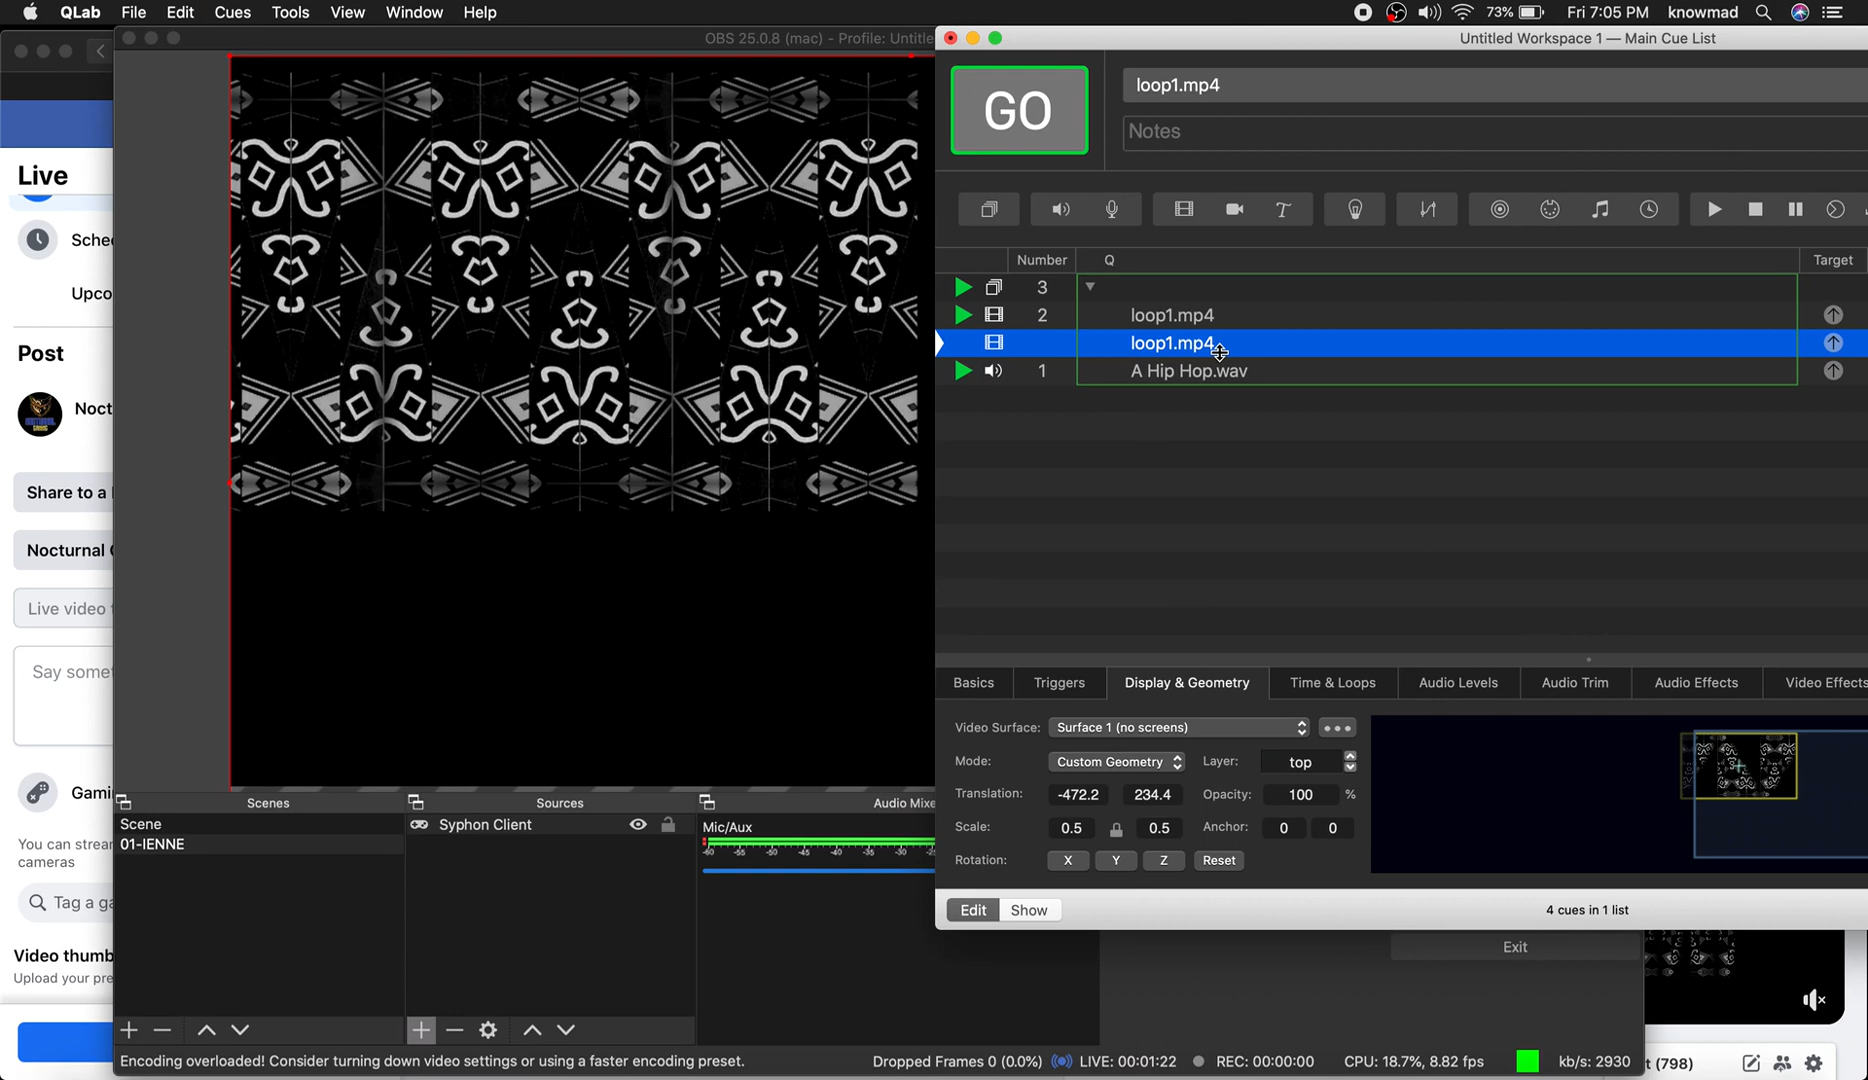 QLab File Edit Cues Tools View Window Help
73% Fri 7:05 PM knowmad
OBS 25.0.8 (mac) - Profile: Untitle
Untitled Workspace 1 — Main Cue List
GO
loop1.mp4
Notes
Live
Sche
Upco
Post
Noct
Share to a
Nocturnal
Live video
Say somet
Gami
You can strea
cameras
Tag a ga
Video thumb
Upload your pre
Number Q Target
3
2 loop1.mp4
loop1.mp4
1 A Hip Hop.wav
Basics Triggers Display & Geometry Time & Loops Audio Levels Audio Trim Audio Effects Video Effects
Video Surface: Surface 1 (no screens)
Mode: Custom Geometry Layer: top
Translation: -472.2 234.4 Opacity: 100 %
Scale: 0.5 0.5 Anchor: 0 0
Rotation: X Y Z Reset
Edit Show 4 cues in 1 list
Exit
Scenes Sources Audio Mixe
Scene
01-IENNE
Syphon Client
Mic/Aux
-60 -55 -50 -45 -40 -35 -30
Encoding overloaded! Consider turning down video settings or using a faster encoding preset.
Dropped Frames 0 (0.0%) LIVE: 00:01:22 REC: 00:00:00 CPU: 18.7%, 8.82 fps kb/s: 2930
t (798)